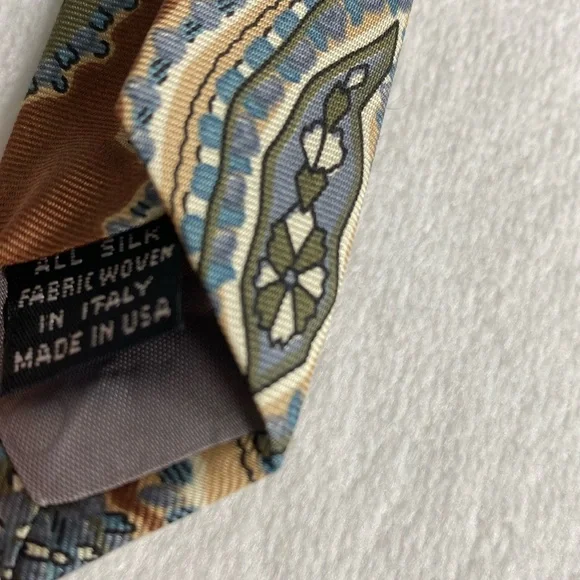 ALL SILK
FABRIC WOVEN
IN ITALY
MADE IN USA